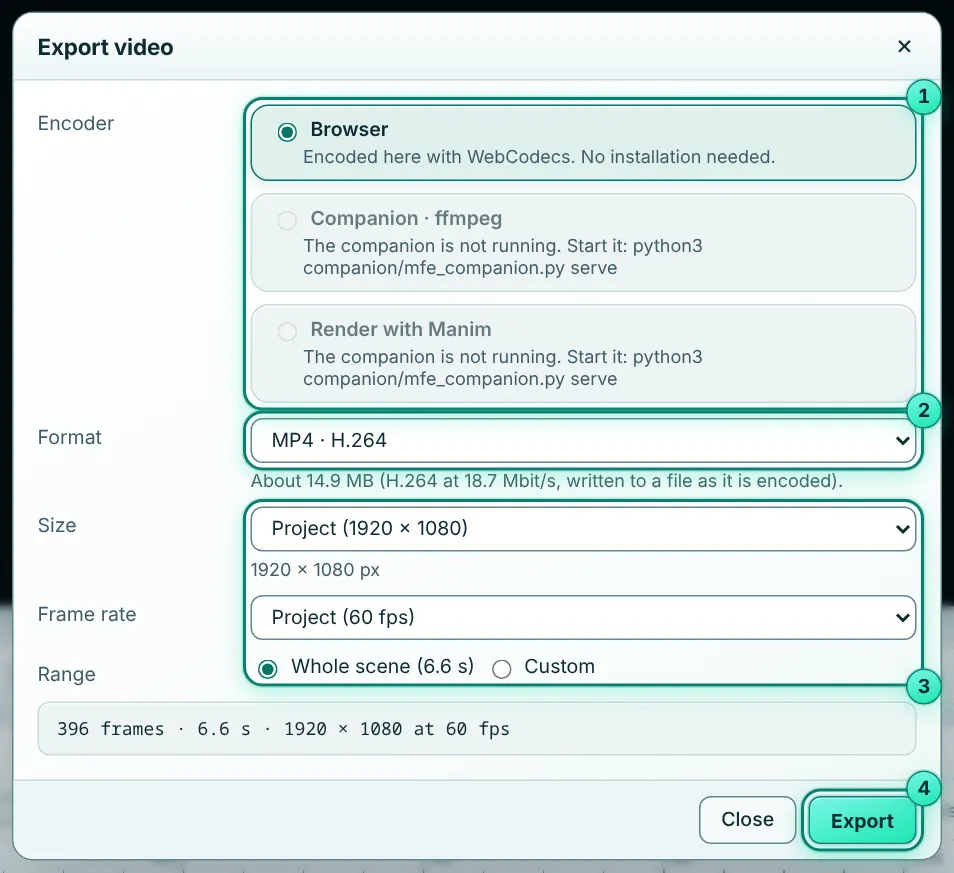 Export video
×
1
Encoder
Browser
Encoded here with WebCodecs. No installation needed.
Companion · ffmpeg
The companion is not running. Start it: python3
companion/mfe_companion.py serve
Render with Manim
The companion is not running. Start it: python3
companion/mfe_companion.py serve
2
Format
MP4 · H.264
About 14.9 MB (H.264 at 18.7 Mbit/s, written to a file as it is encoded).
Size
Project (1920 × 1080)
1920 × 1080 px
Frame rate
Project (60 fps)
Range
Whole scene (6.6 s)
Custom
3
396 frames · 6.6 s · 1920 × 1080 at 60 fps
4
Close
Export